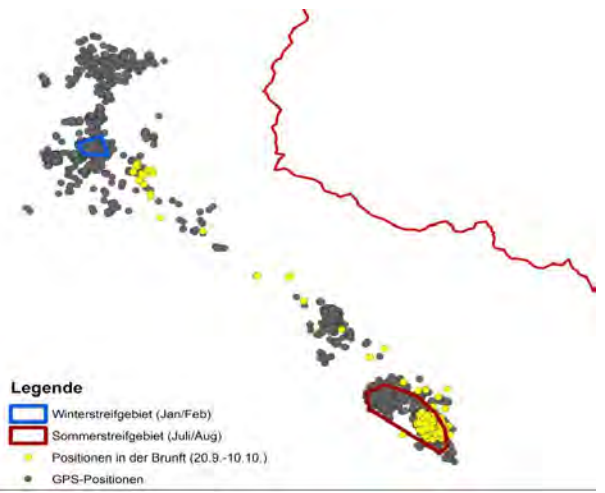 Legende
Winterstreifgebiet (Jan/Feb)
Sommerstreifgebiet (Juli/Aug)
Positionen in der Brunft (20.9.-10.10.)
GPS-Positionen